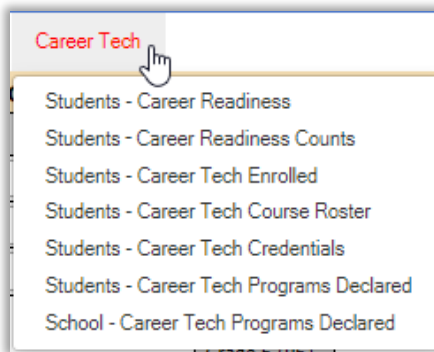 Career Tech
Students - Career Readiness
Students - Career Readiness Counts
Students - Career Tech Enrolled
Students - Career Tech Course Roster
Students - Career Tech Credentials
Students - Career Tech Programs Declared
School - Career Tech Programs Declared